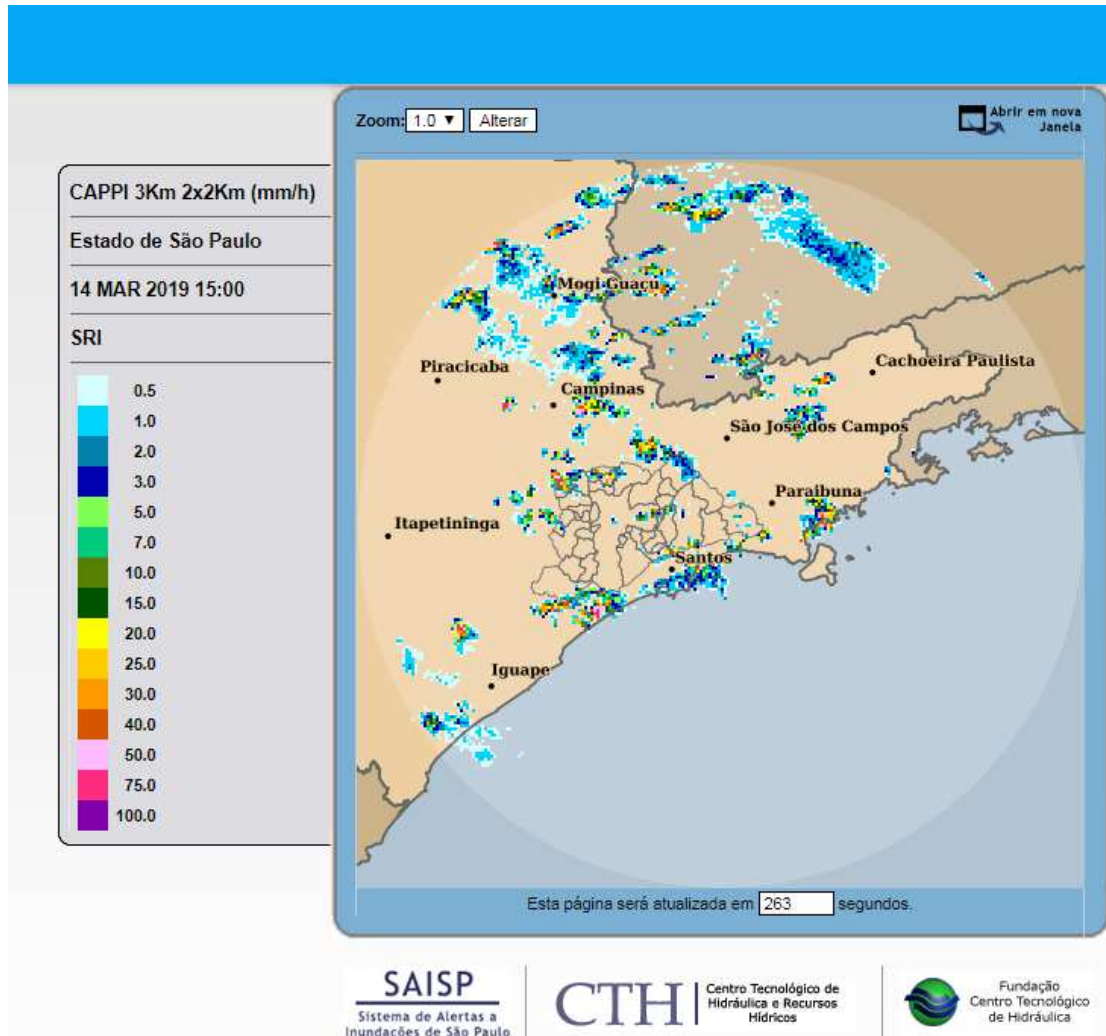 Zoom: 1.0 Alterar
Abrir em nova
Janela
CAPPI 3Km 2x2Km (mm/h)
Estado de São Paulo
14 MAR 2019 15:00
SRI
0.5
1.0
2.0
3.0
5.0
7.0
10.0
15.0
20.0
25.0
30.0
40.0
50.0
75.0
100.0
Mogi-Guaçu
Piracicaba
Cachoeira Paulista
Campinas
São José dos Campos
Paraibuna
Itapetininga
Santos
Iguape
Esta página será atualizada em 263 segundos.
SAISP
Sistema de Alertas a
Inundações de São Paulo
CTH
Centro Tecnológico de
Hidráulica e Recursos
Hídricos
Fundação
Centro Tecnológico
de Hidráulica